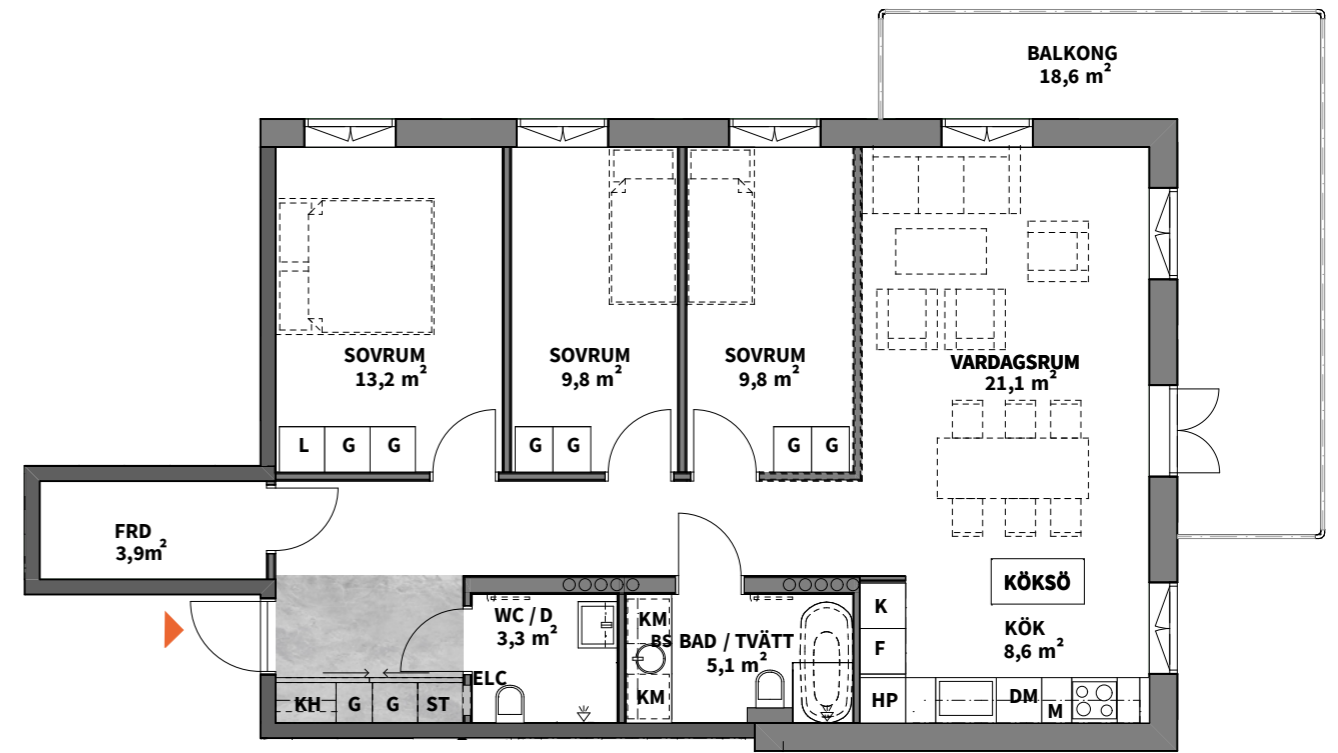 BALKONG
18,6 m²
SOVRUM
13,2 m²
SOVRUM
9,8 m²
SOVRUM
9,8 m²
VARDAGSRUM
21,1 m²
L G G
G G
G G
FRD
3,9m²
KÖKSÖ
WC / D
3,3 m²
KM
BS
BAD / TVÄTT
5,1 m²
KM
K
F
HP
KÖK
8,6 m²
ELC
KH G G ST
DM
M